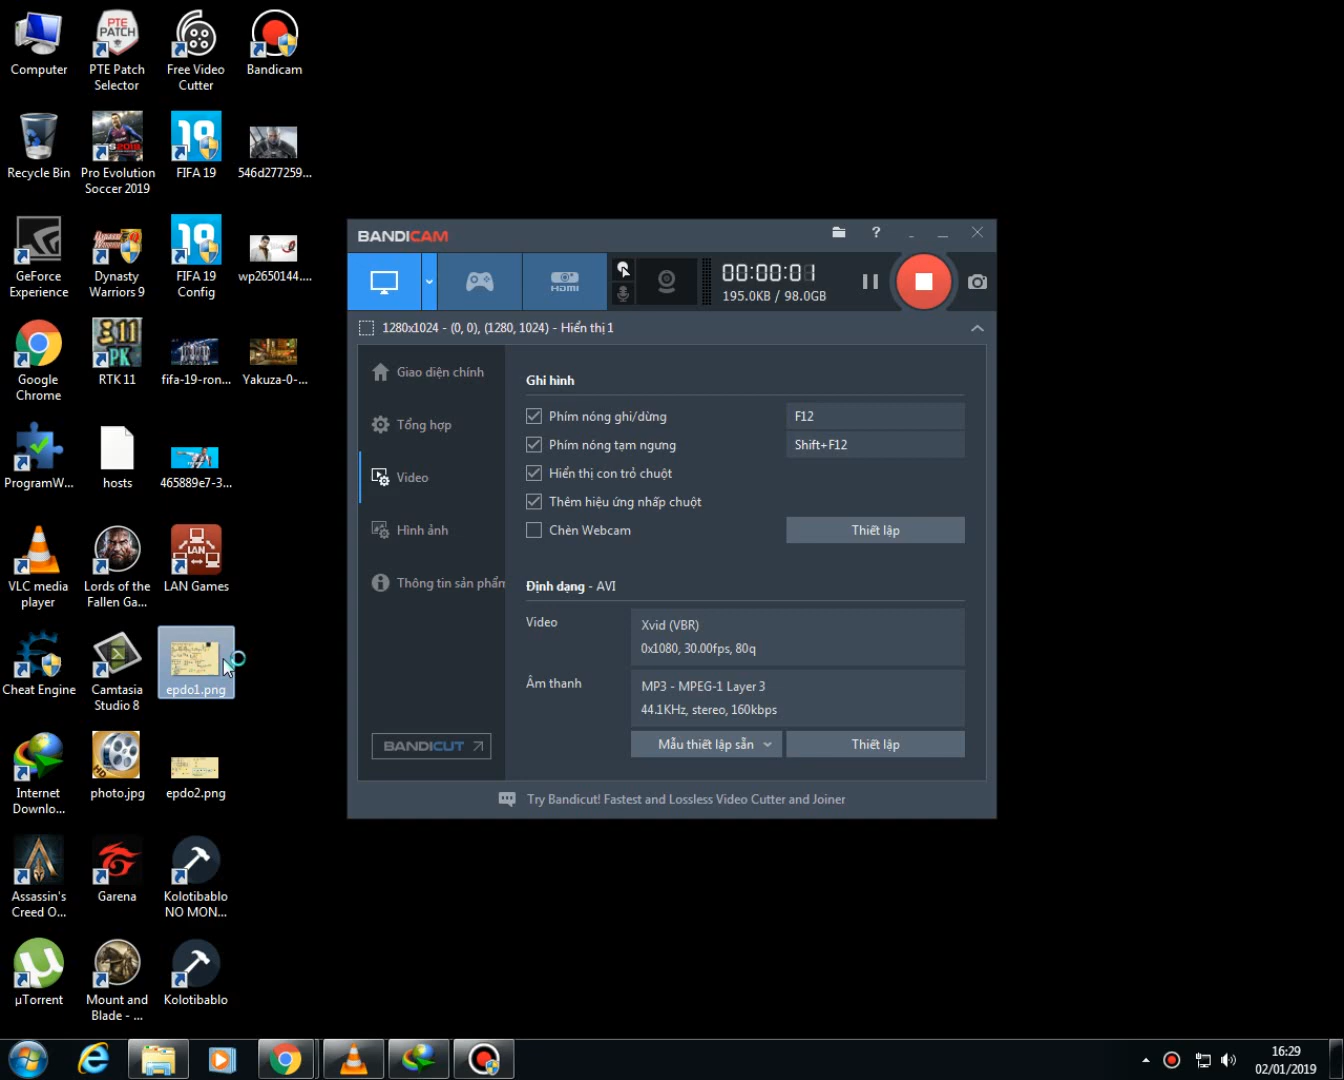 Computer
PTE Patch
Selector
Free Video
Cutter
Bandicam
Recycle Bin
Pro Evolution
Soccer 2019
FIFA 19
546d277259...
GeForce
Experience
Dynasty
Warriors 9
FIFA 19
Config
wp2650144....
Google
Chrome
RTK 11
fifa-19-ron...
Yakuza-0-...
ProgramW...
hosts
465889e7-3...
VLC media
player
Lords of the
Fallen Ga...
LAN Games
Cheat Engine
Camtasia
Studio 8
epdo1.png
Internet
Downlo...
photo.jpg
epdo2.png
Assassin's
Creed O...
Garena
Kolotibablo
NO MON...
µTorrent
Mount and
Blade - ...
Kolotibablo
BANDICAM
?
HDMI
00:00:01
195.0KB / 98.0GB
1280x1024 - (0, 0), (1280, 1024) - Hiển thị 1
Giao diện chính
Tổng hợp
Video
Hình ảnh
Thông tin sản phẩm
BANDICUT
Ghi hình
Phím nóng ghi/dừng
F12
Phím nóng tạm ngưng
Shift+F12
Hiển thị con trỏ chuột
Thêm hiệu ứng nhấp chuột
Chèn Webcam
Thiết lập
Định dạng - AVI
Video
Xvid (VBR)
0x1080, 30.00fps, 80q
Âm thanh
MP3 - MPEG-1 Layer 3
44.1KHz, stereo, 160kbps
Mẫu thiết lập sẵn
Thiết lập
Try Bandicut! Fastest and Lossless Video Cutter and Joiner
16:29
02/01/2019